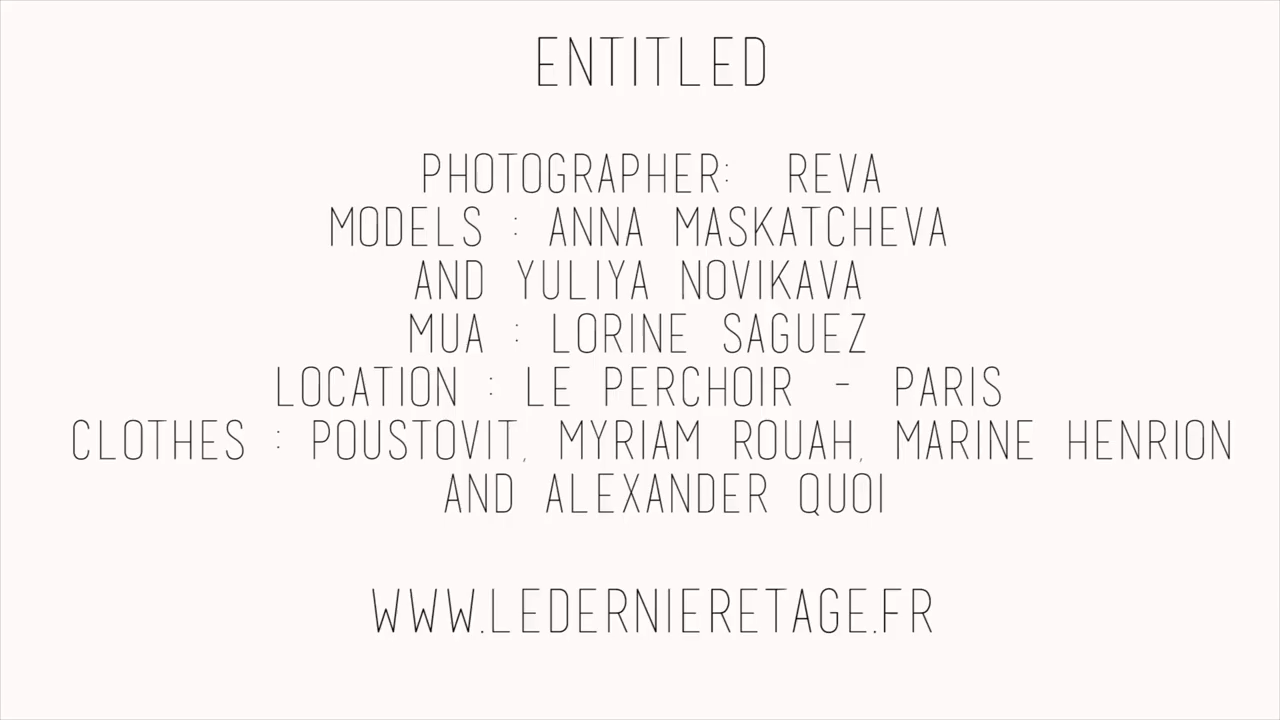 ENTITLED
PHOTOGRAPHER: REVA
MODELS : ANNA MASKATCHEVA
AND YULIYA NOVIKAVA
MUA : LORINE SAGUEZ
LOCATION : LE PERCHOIR - PARIS
CLOTHES : POUSTOVIT, MYRIAM ROUAH, MARINE HENRION
AND ALEXANDER QUOI
WWW.LEDERNIERETAGE.FR